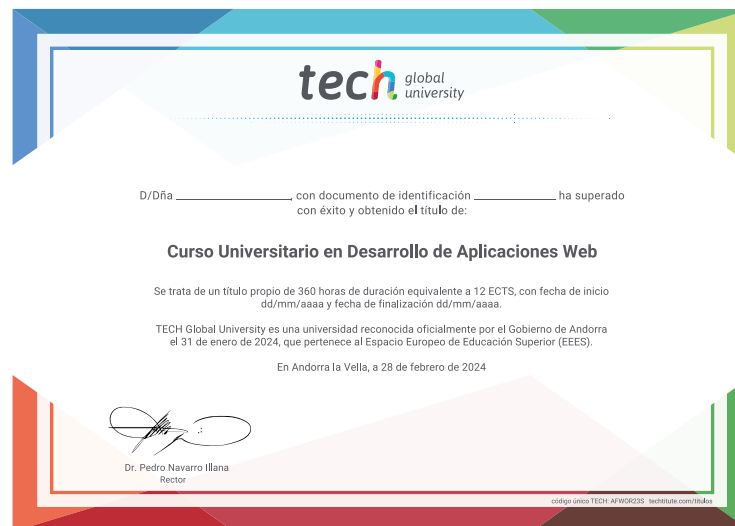 tech global university
D/Dña ____________, con documento de identificación ____________ ha superado
con éxito y obtenido el título de:
Curso Universitario en Desarrollo de Aplicaciones Web
Se trata de un título propio de 360 horas de duración equivalente a 12 ECTS, con fecha de inicio
dd/mm/aaaa y fecha de finalización dd/mm/aaaa.
TECH Global University es una universidad reconocida oficialmente por el Gobierno de Andorra
el 31 de enero de 2024, que pertenece al Espacio Europeo de Educación Superior (EEES).
En Andorra la Vella, a 28 de febrero de 2024
Dr. Pedro Navarro Illana
Rector
código único TECH: AFWOR23S techtitute.com/titulos